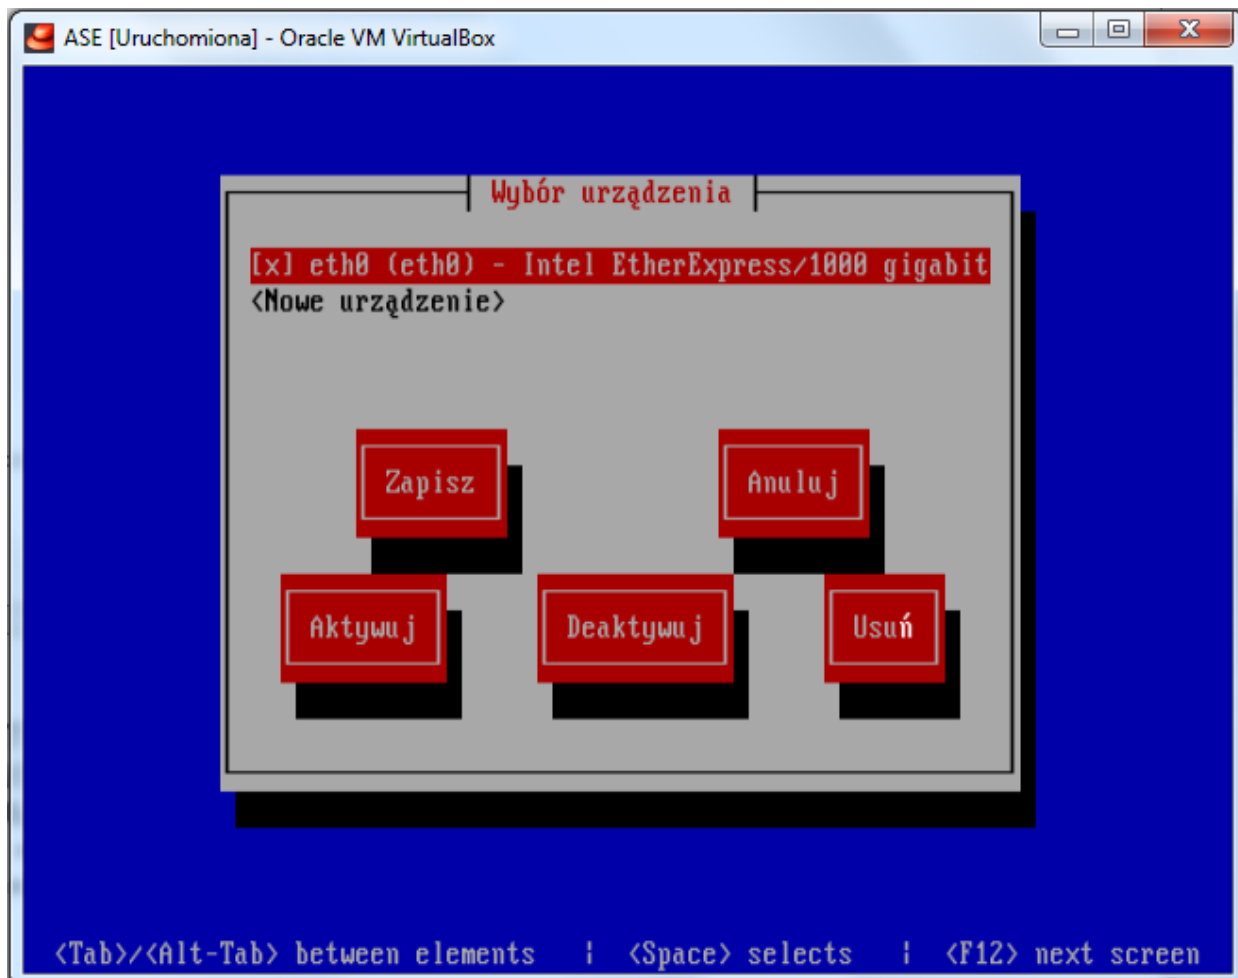 ASE [Uruchomiona] - Oracle VM VirtualBox
Wybór urządzenia
[x] eth0 (eth0) - Intel EtherExpress/1000 gigabit
<Nowe urządzenie>
Zapisz Anuluj
Aktywuj Deaktywuj Usuń
<Tab>/<Alt-Tab> between elements | <Space> selects | <F12> next screen